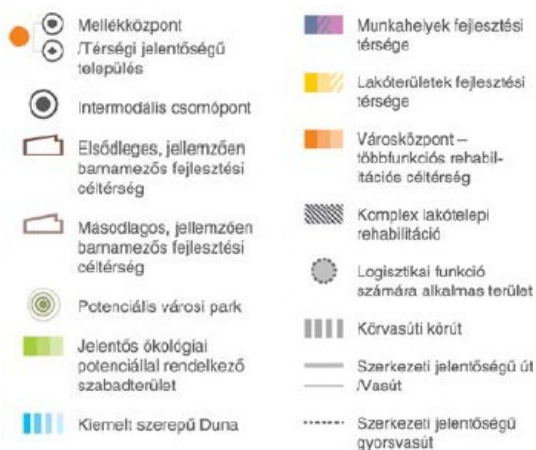 Mellékközpont
/Térségi jelentőségű
település
Intermodális csomópont
Elsődleges, jellemzően
barnamezős fejlesztési
céltérség
Másodlagos, jellemzően
barnamezős fejlesztési
céltérség
Potenciális városi park
Jelentős ökológiai
potenciállal rendelkező
szabadterület
Kiemelt szerepű Duna
Munkahelyek fejlesztési
térsége
Lakóterületek fejlesztési
térsége
Városközpont –
többfunkciós rehabil-
itációs céltérség
Komplex lakótelepi
rehabilitáció
Logisztikai funkció
számára alkalmas terület
Körvasúti körút
Szerkezeti jelentőségű út
/Vasút
Szerkezeti jelentőségű
gyorsvasút